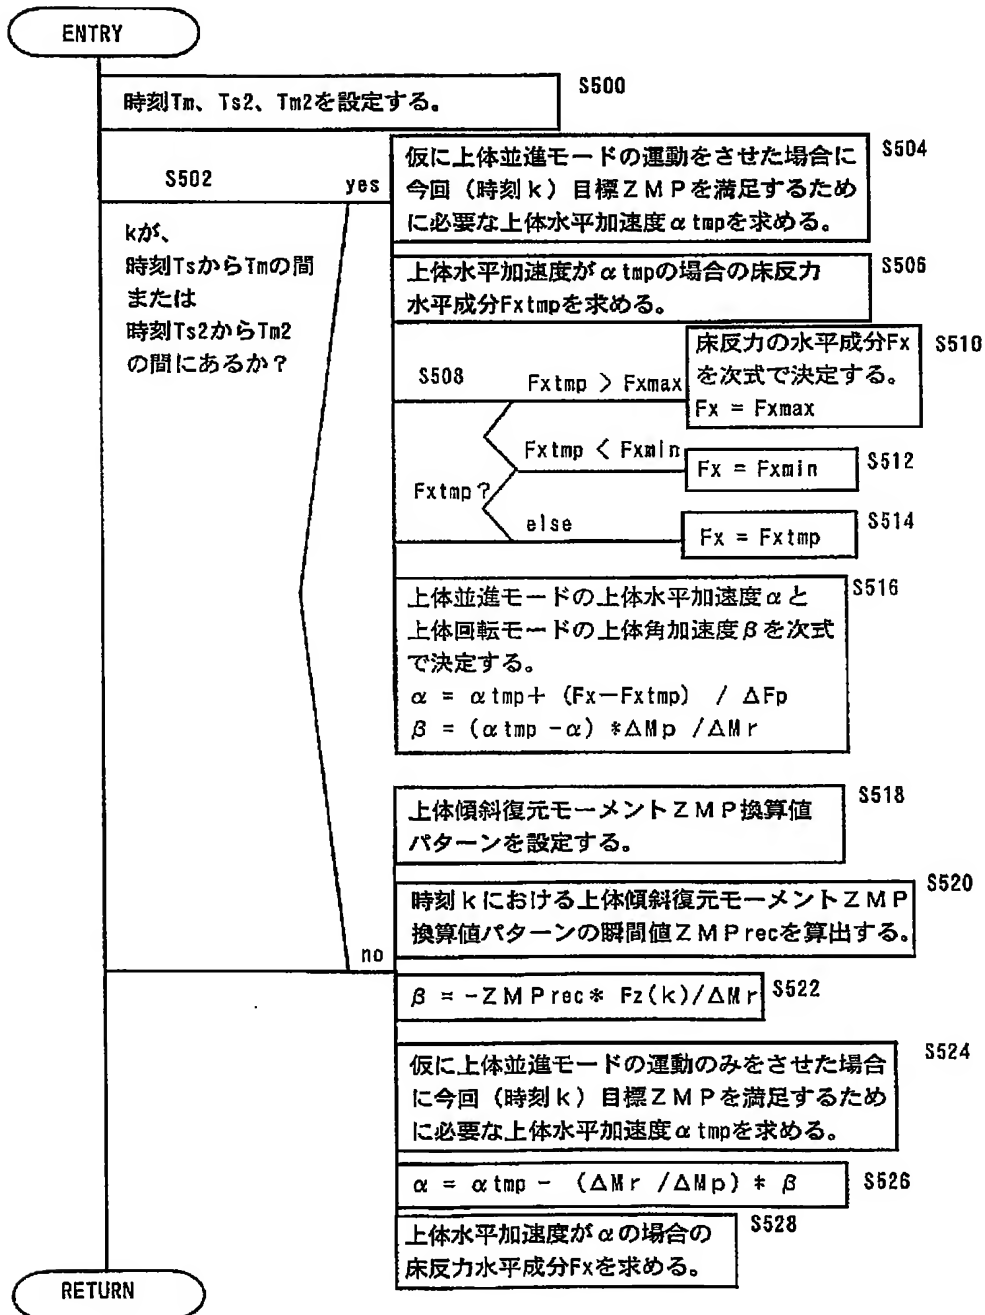 ENTRY
時刻Tm、Ts2、Tm2を設定する。
S500
S502
yes
仮に上体並進モードの運動をさせた場合に
今回（時刻ｋ）目標ＺＭＰを満足するため
に必要な上体水平加速度αtmpを求める。
S504
kが、
時刻TsからTmの間
または
時刻Ts2からTm2
の間にあるか？
上体水平加速度がαtmpの場合の床反力
水平成分Fxtmpを求める。
S506
S508
Fxtmp > Fxmax
床反力の水平成分Fx
を次式で決定する。
Fx = Fxmax
S510
Fxtmp < Fxmin
Fx = Fxmin
S512
Fxtmp？
else
Fx = Fxtmp
S514
上体並進モードの上体水平加速度αと
上体回転モードの上体角加速度βを次式
で決定する。
α = αtmp+ (Fx−Fxtmp) / ΔFp
β = (αtmp -α) *ΔMp /ΔMr
S516
上体傾斜復元モーメントＺＭＰ換算値
パターンを設定する。
S518
時刻ｋにおける上体傾斜復元モーメントＺＭＰ
換算値パターンの瞬間値ＺＭＰrecを算出する。
S520
no
β = -ＺＭＰrec* Fz(k)/ΔMr
S522
仮に上体並進モードの運動のみをさせた場合
に今回（時刻ｋ）目標ＺＭＰを満足するため
に必要な上体水平加速度αtmpを求める。
S524
α = αtmp - (ΔMr /ΔMp) * β
S526
上体水平加速度がαの場合の
床反力水平成分Fxを求める。
S528
RETURN